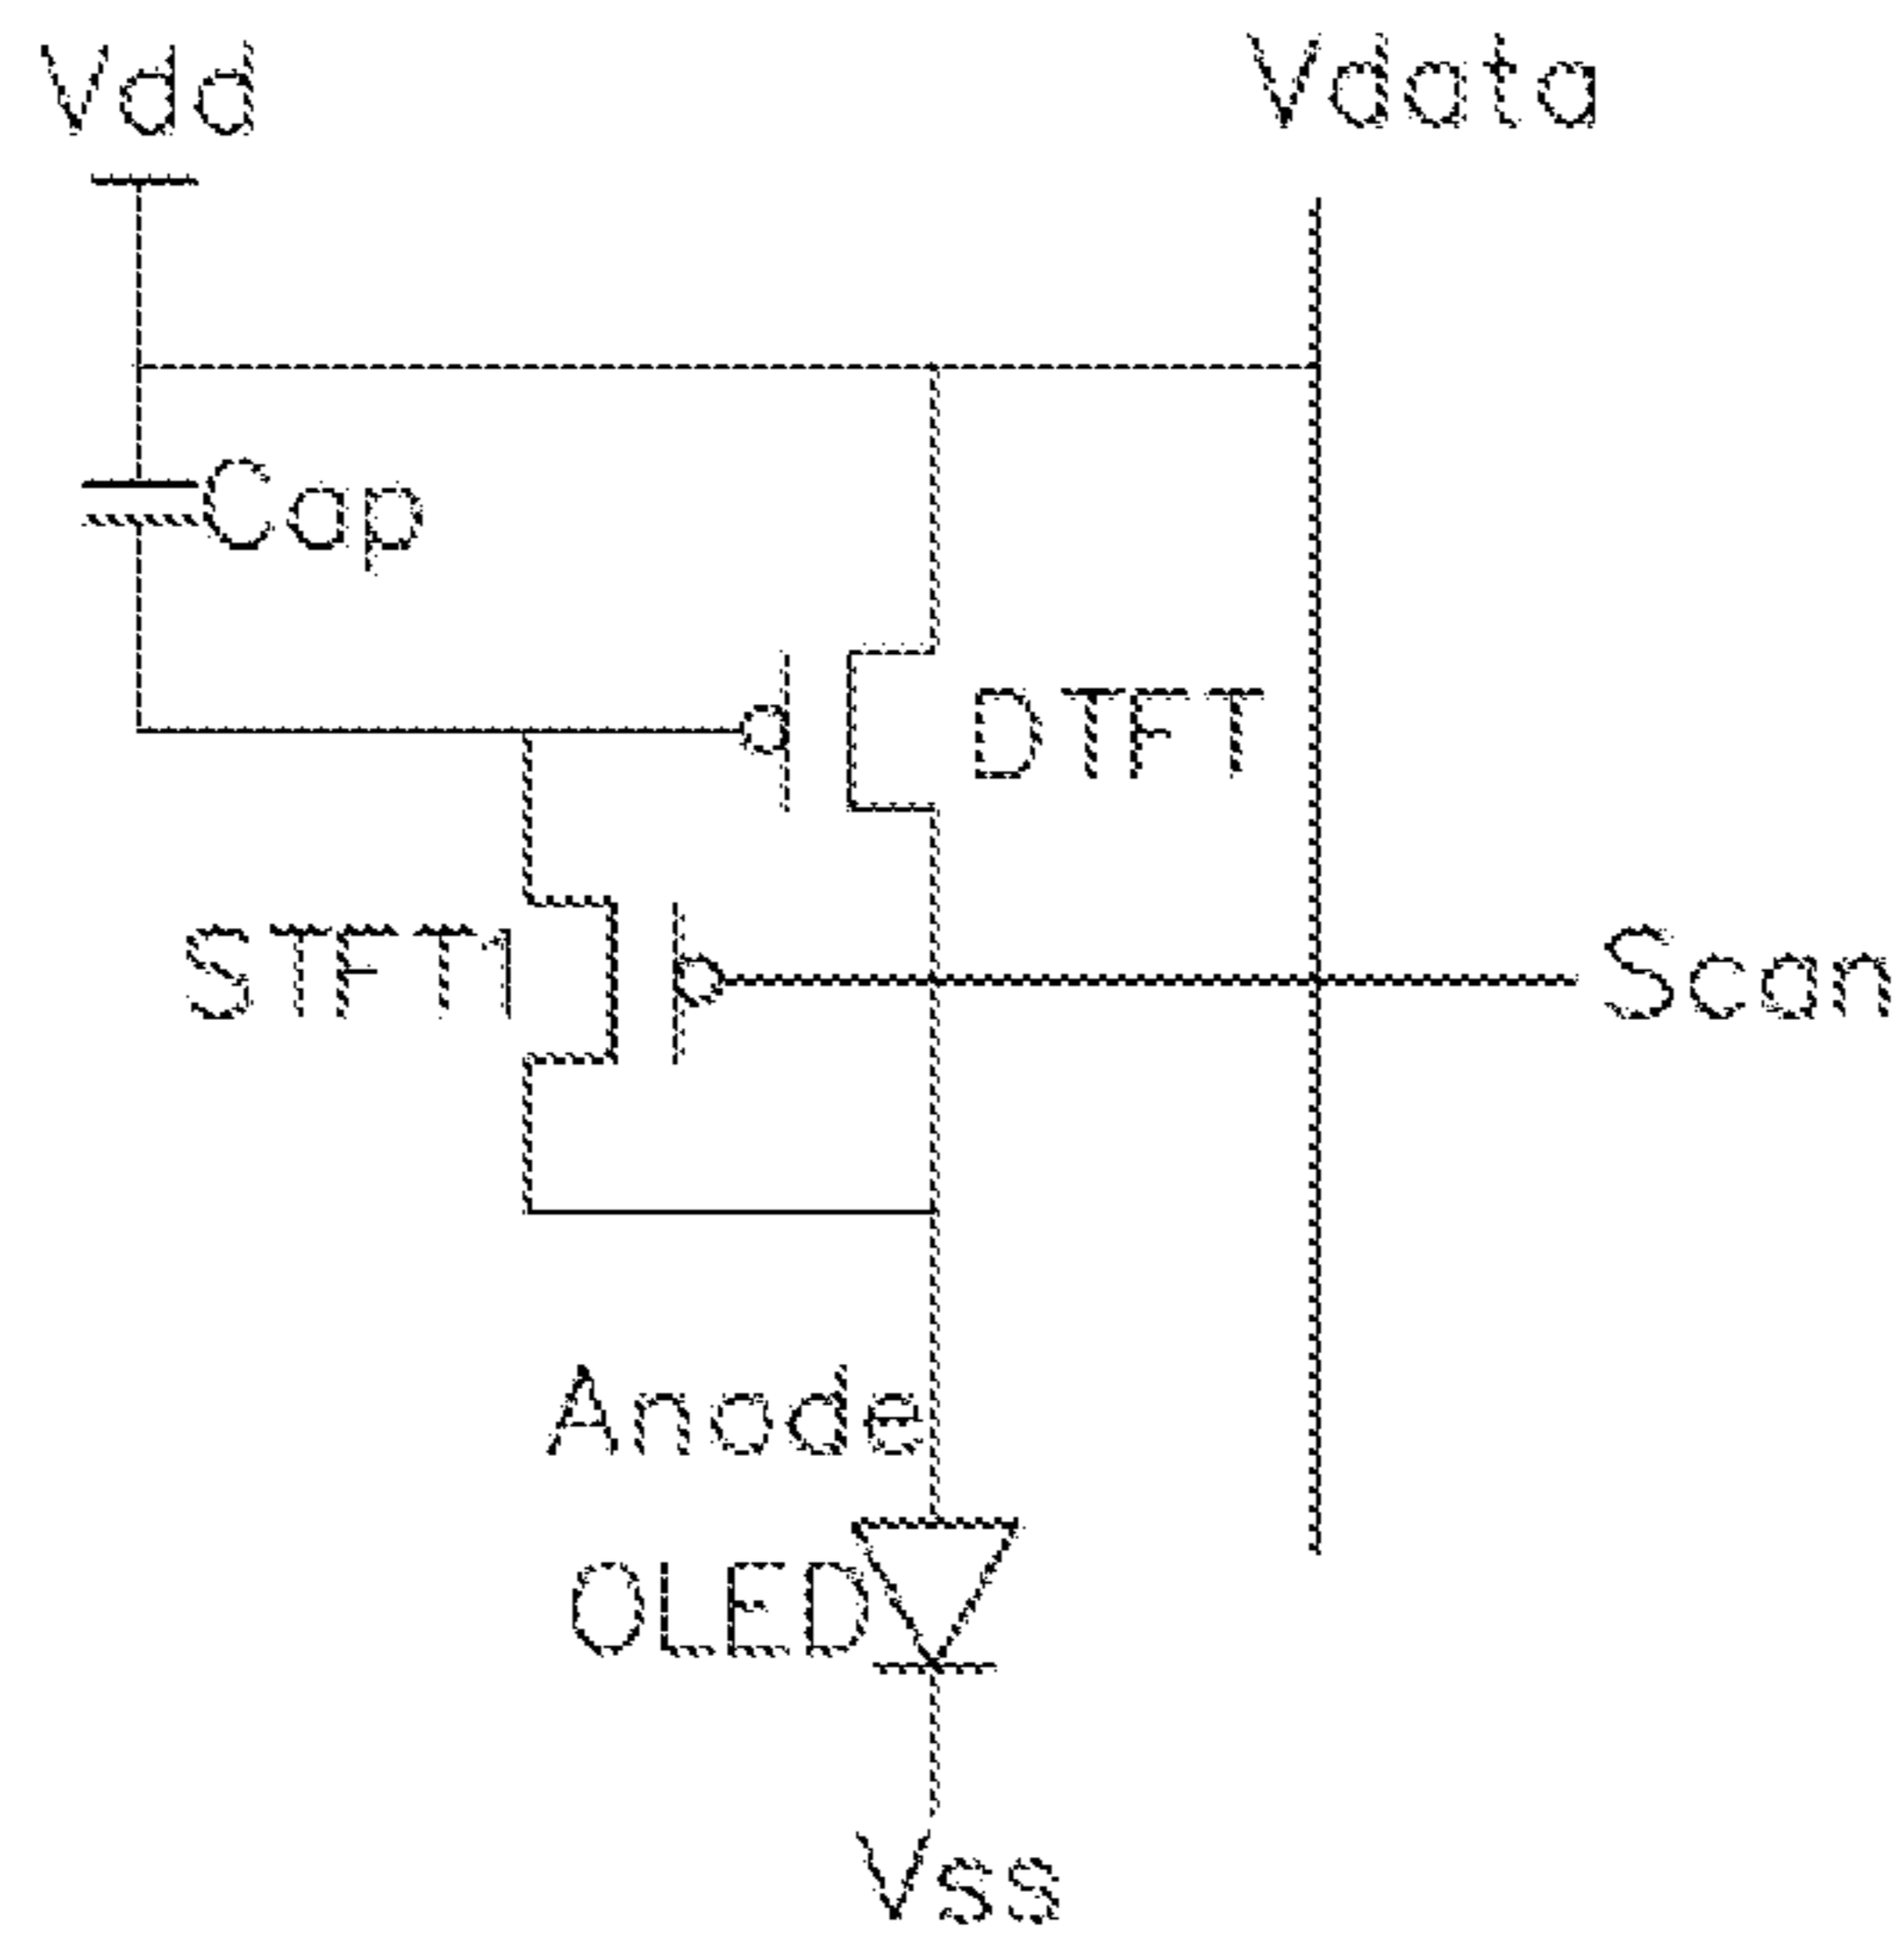 Vdd
Vdata
Cap
DTFT
STFT1
Scan
Anode
OLED
Vss